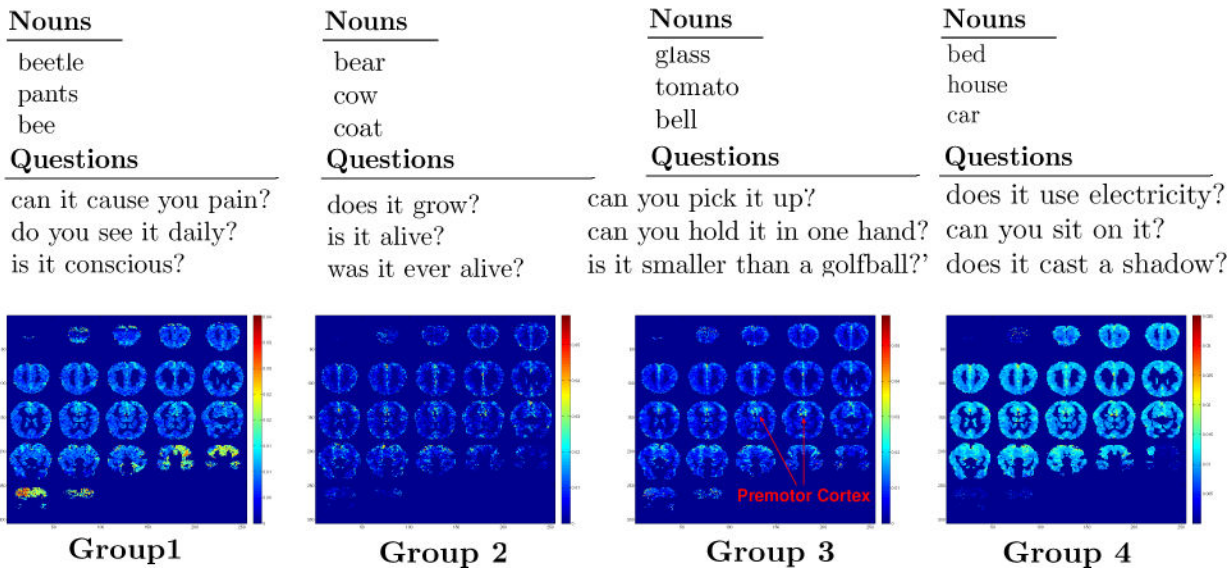 Nouns
beetle
pants
bee
Questions
can it cause you pain?
do you see it daily?
is it conscious?
Group1
Nouns
bear
cow
coat
Questions
does it grow?
is it alive?
was it ever alive?
Group 2
Nouns
glass
tomato
bell
Questions
can you pick it up?
can you hold it in one hand?
is it smaller than a golfball?'
Premotor Cortex
Group 3
Nouns
bed
house
car
Questions
does it use electricity?
can you sit on it?
does it cast a shadow?
Group 4